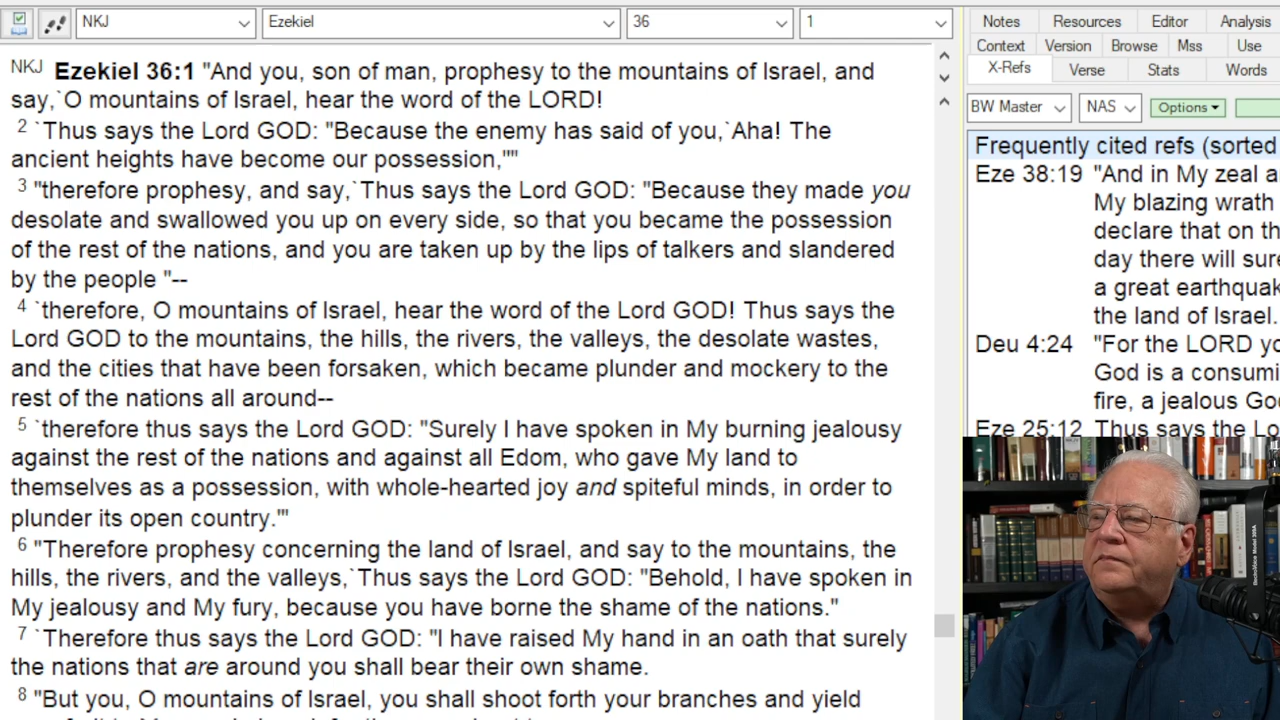 NKJ
Ezekiel
36
1
NKJ Ezekiel 36:1 "And you, son of man, prophesy to the mountains of Israel, and
say,`O mountains of Israel, hear the word of the LORD!
2 `Thus says the Lord GOD: "Because the enemy has said of you,`Aha! The
ancient heights have become our possession,'"'
3 "therefore prophesy, and say,`Thus says the Lord GOD: "Because they made you
desolate and swallowed you up on every side, so that you became the possession
of the rest of the nations, and you are taken up by the lips of talkers and slandered
by the people "--
4 `therefore, O mountains of Israel, hear the word of the Lord GOD! Thus says the
Lord GOD to the mountains, the hills, the rivers, the valleys, the desolate wastes,
and the cities that have been forsaken, which became plunder and mockery to the
rest of the nations all around--
5 `therefore thus says the Lord GOD: "Surely I have spoken in My burning jealousy
against the rest of the nations and against all Edom, who gave My land to
themselves as a possession, with whole-hearted joy and spiteful minds, in order to
plunder its open country."'
6 "Therefore prophesy concerning the land of Israel, and say to the mountains, the
hills, the rivers, and the valleys,`Thus says the Lord GOD: "Behold, I have spoken in
My jealousy and My fury, because you have borne the shame of the nations."
7 `Therefore thus says the Lord GOD: "I have raised My hand in an oath that surely
the nations that are around you shall bear their own shame.
8 "But you, O mountains of Israel, you shall shoot forth your branches and yield
Notes Resources Editor Analysis
Context Version Browse Mss Use
X-Refs Verse Stats Words
BW Master NAS Options
Frequently cited refs (sorted
Eze 38:19 "And in My zeal a
My blazing wrath
declare that on th
day there will sure
a great earthquak
the land of Israel.
Deu 4:24 "For the LORD yo
God is a consumi
fire, a jealous Go
Eze 25:12 Thus says the Lo